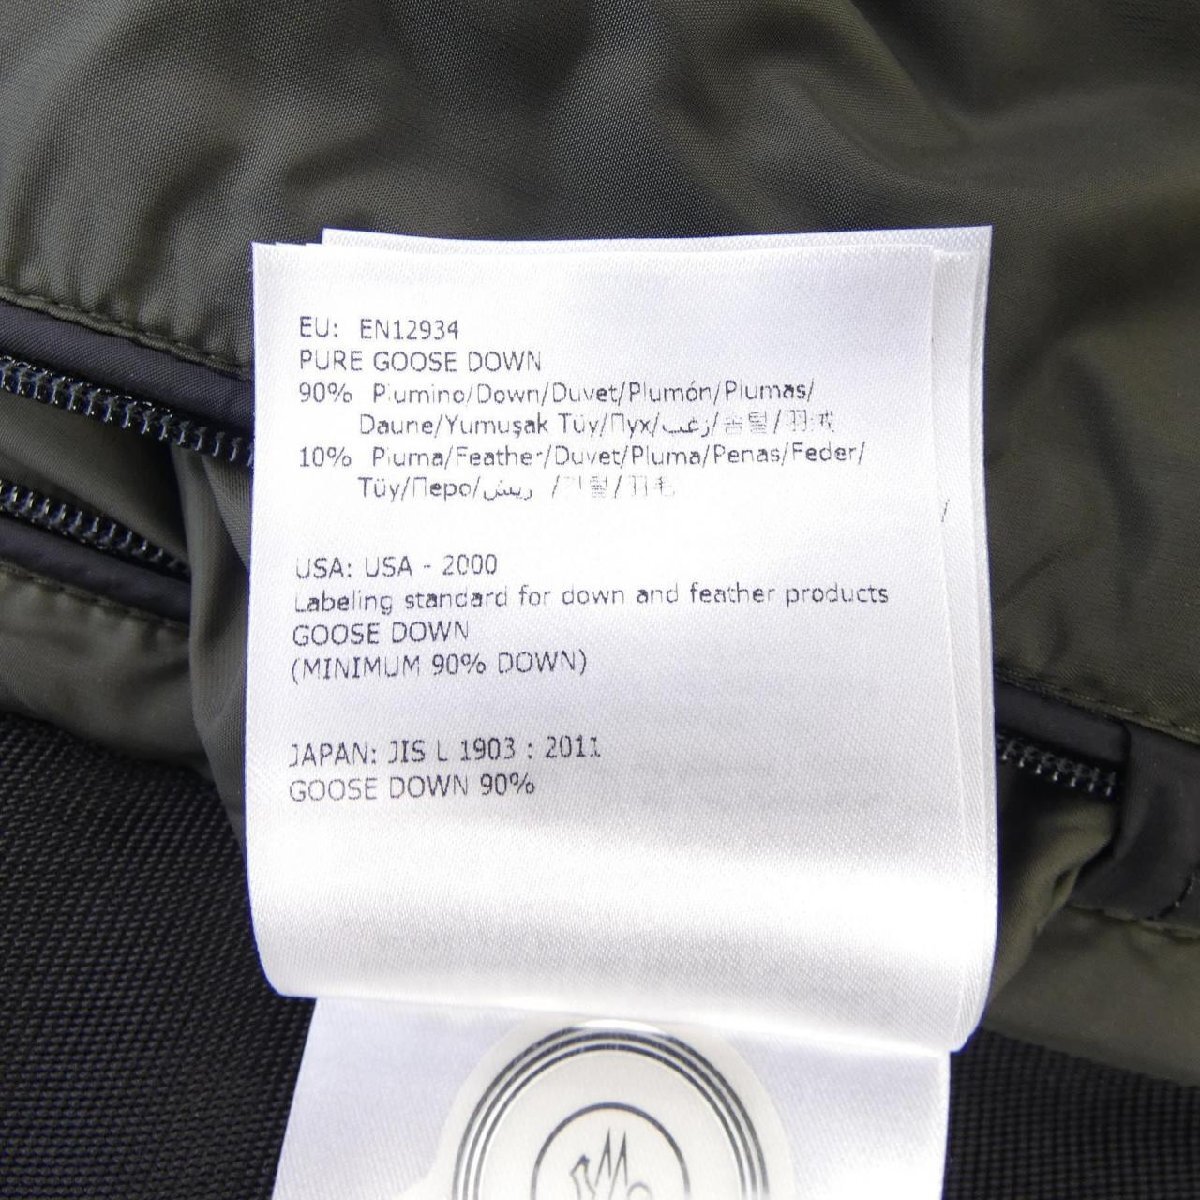 EU: EN12934
PURE GOOSE DOWN
90% Piumino/Down/Duvet/Plumón/Plumas/
Daune/Yumuşak Tüy/Пух/زغب/솜털/羽绒
10% Piuma/Feather/Duvet/Pluma/Penas/Feder/
Tüy/Перо/ريش /깃털/羽毛
USA: USA - 2000
Labeling standard for down and feather products
GOOSE DOWN
(MINIMUM 90% DOWN)
JAPAN: JIS L 1903 : 2011
GOOSE DOWN 90%